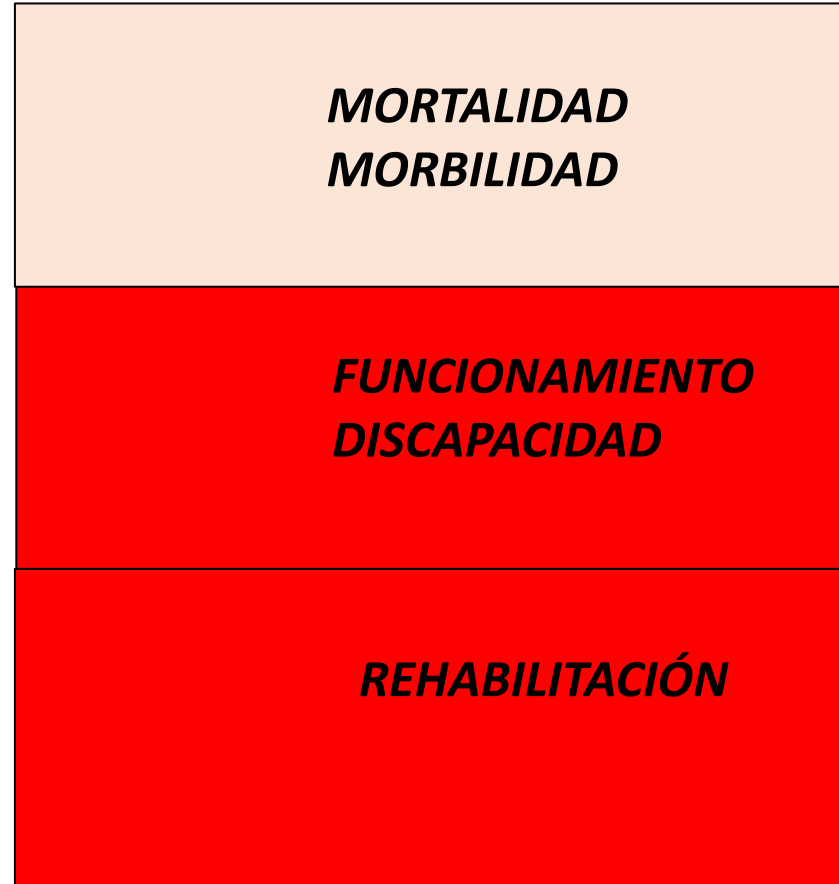 MORTALIDAD
MORBILIDAD
FUNCIONAMIENTO
DISCAPACIDAD
REHABILITACIÓN